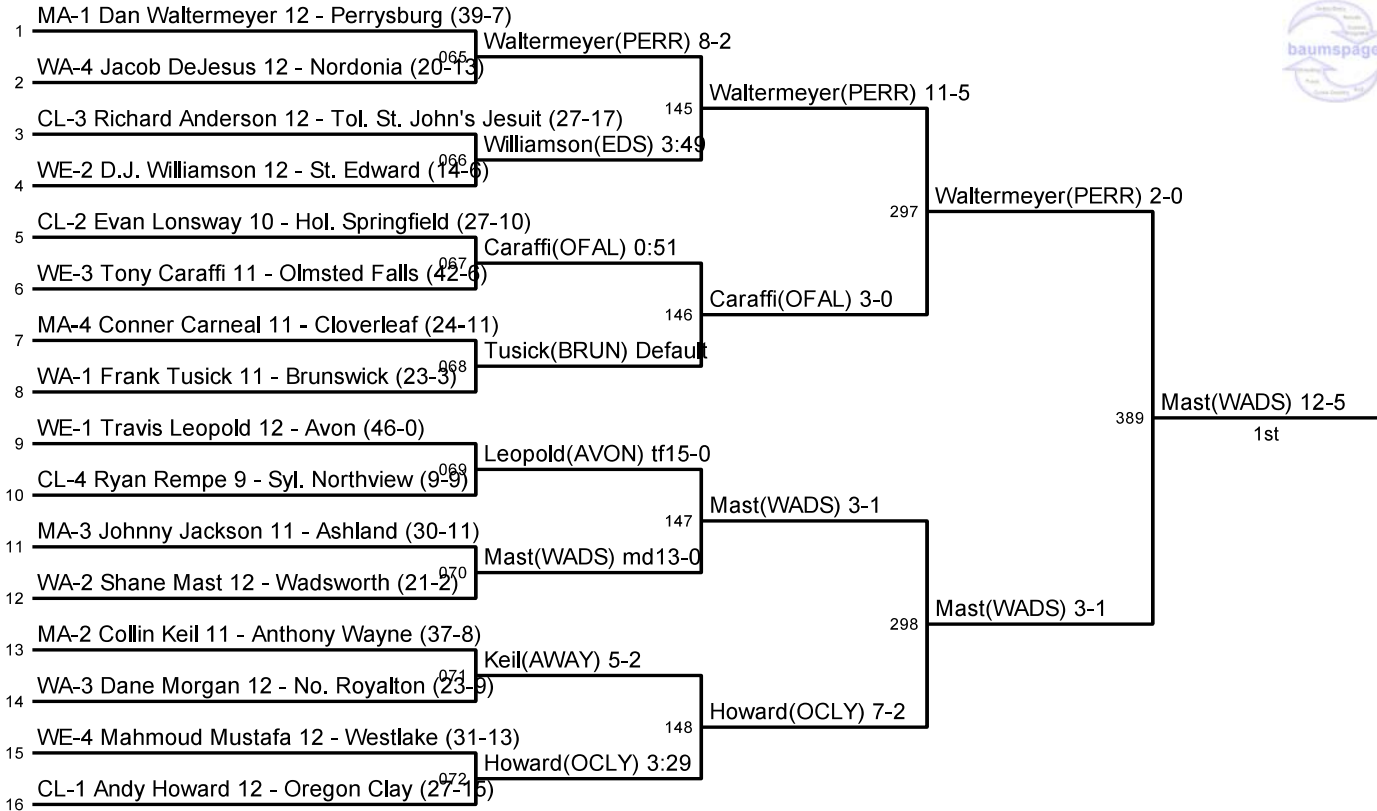 MA-1 Dan Waltermeyer 12 - Perrysburg (39-7)
1
065
Waltermeyer(PERR) 8-2
WA-4 Jacob DeJesus 12 - Nordonia (20-13)
2
145
Waltermeyer(PERR) 11-5
CL-3 Richard Anderson 12 - Tol. St. John's Jesuit (27-17)
3
066
Williamson(EDS) 3:49
WE-2 D.J. Williamson 12 - St. Edward (14-6)
4
297
Waltermeyer(PERR) 2-0
CL-2 Evan Lonsway 10 - Hol. Springfield (27-10)
5
067
Caraffi(OFAL) 0:51
WE-3 Tony Caraffi 11 - Olmsted Falls (42-6)
6
146
Caraffi(OFAL) 3-0
MA-4 Conner Carneal 11 - Cloverleaf (24-11)
7
068
Tusick(BRUN) Default
WA-1 Frank Tusick 11 - Brunswick (23-3)
8
389
Mast(WADS) 12-5
1st
WE-1 Travis Leopold 12 - Avon (46-0)
9
069
Leopold(AVON) tf15-0
CL-4 Ryan Rempe 9 - Syl. Northview (9-9)
10
147
Mast(WADS) 3-1
MA-3 Johnny Jackson 11 - Ashland (30-11)
11
070
Mast(WADS) md13-0
WA-2 Shane Mast 12 - Wadsworth (21-2)
12
298
Mast(WADS) 3-1
MA-2 Collin Keil 11 - Anthony Wayne (37-8)
13
071
Keil(AWAY) 5-2
WA-3 Dane Morgan 12 - No. Royalton (23-9)
14
148
Howard(OCLY) 7-2
WE-4 Mahmoud Mustafa 12 - Westlake (31-13)
15
072
Howard(OCLY) 3:29
CL-1 Andy Howard 12 - Oregon Clay (27-15)
16
baumspage